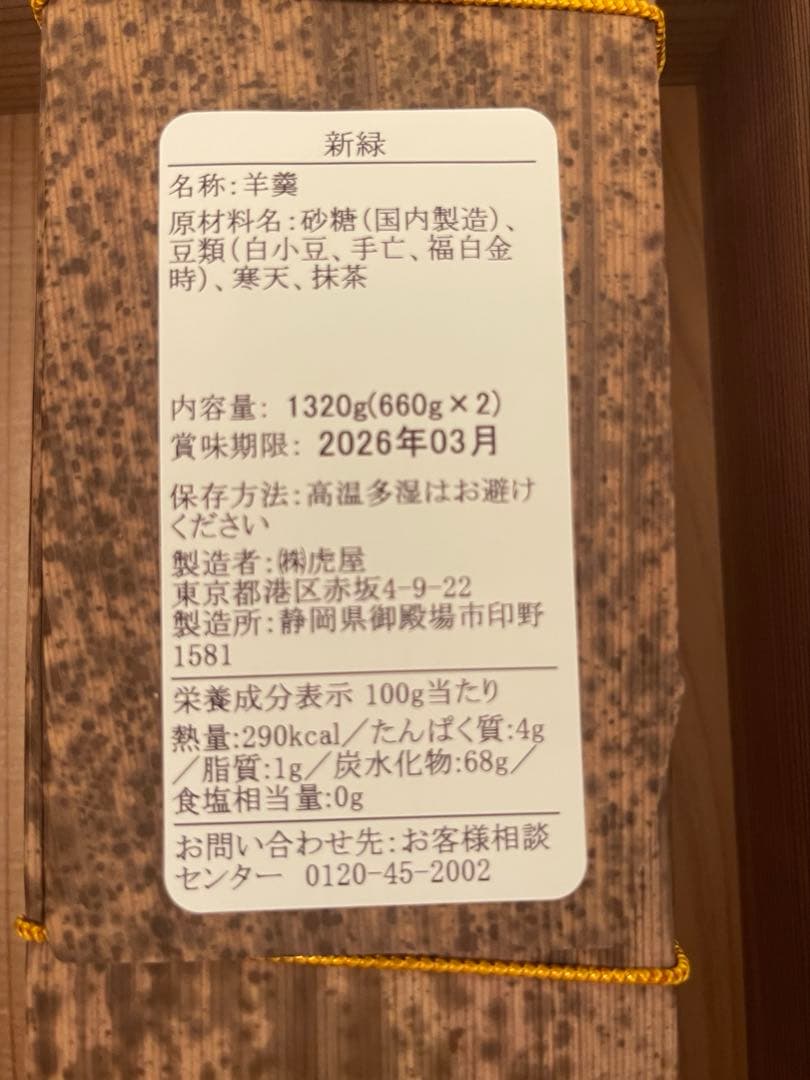 新緑
名称:羊羹
原材料名:砂糖(国内製造)、
豆類(白小豆、手亡、福白金
時)、寒天、抹茶
内容量: 1320g(660g×2)
賞味期限: 2026年03月
保存方法:高温多湿はお避け
ください
製造者:㈱虎屋
東京都港区赤坂4-9-22
製造所:静岡県御殿場市印野
1581
栄養成分表示 100g当たり
熱量:290kcal/たんぱく質:4g
/脂質:1g/炭水化物:68g/
食塩相当量:0g
お問い合わせ先:お客様相談
センター 0120-45-2002